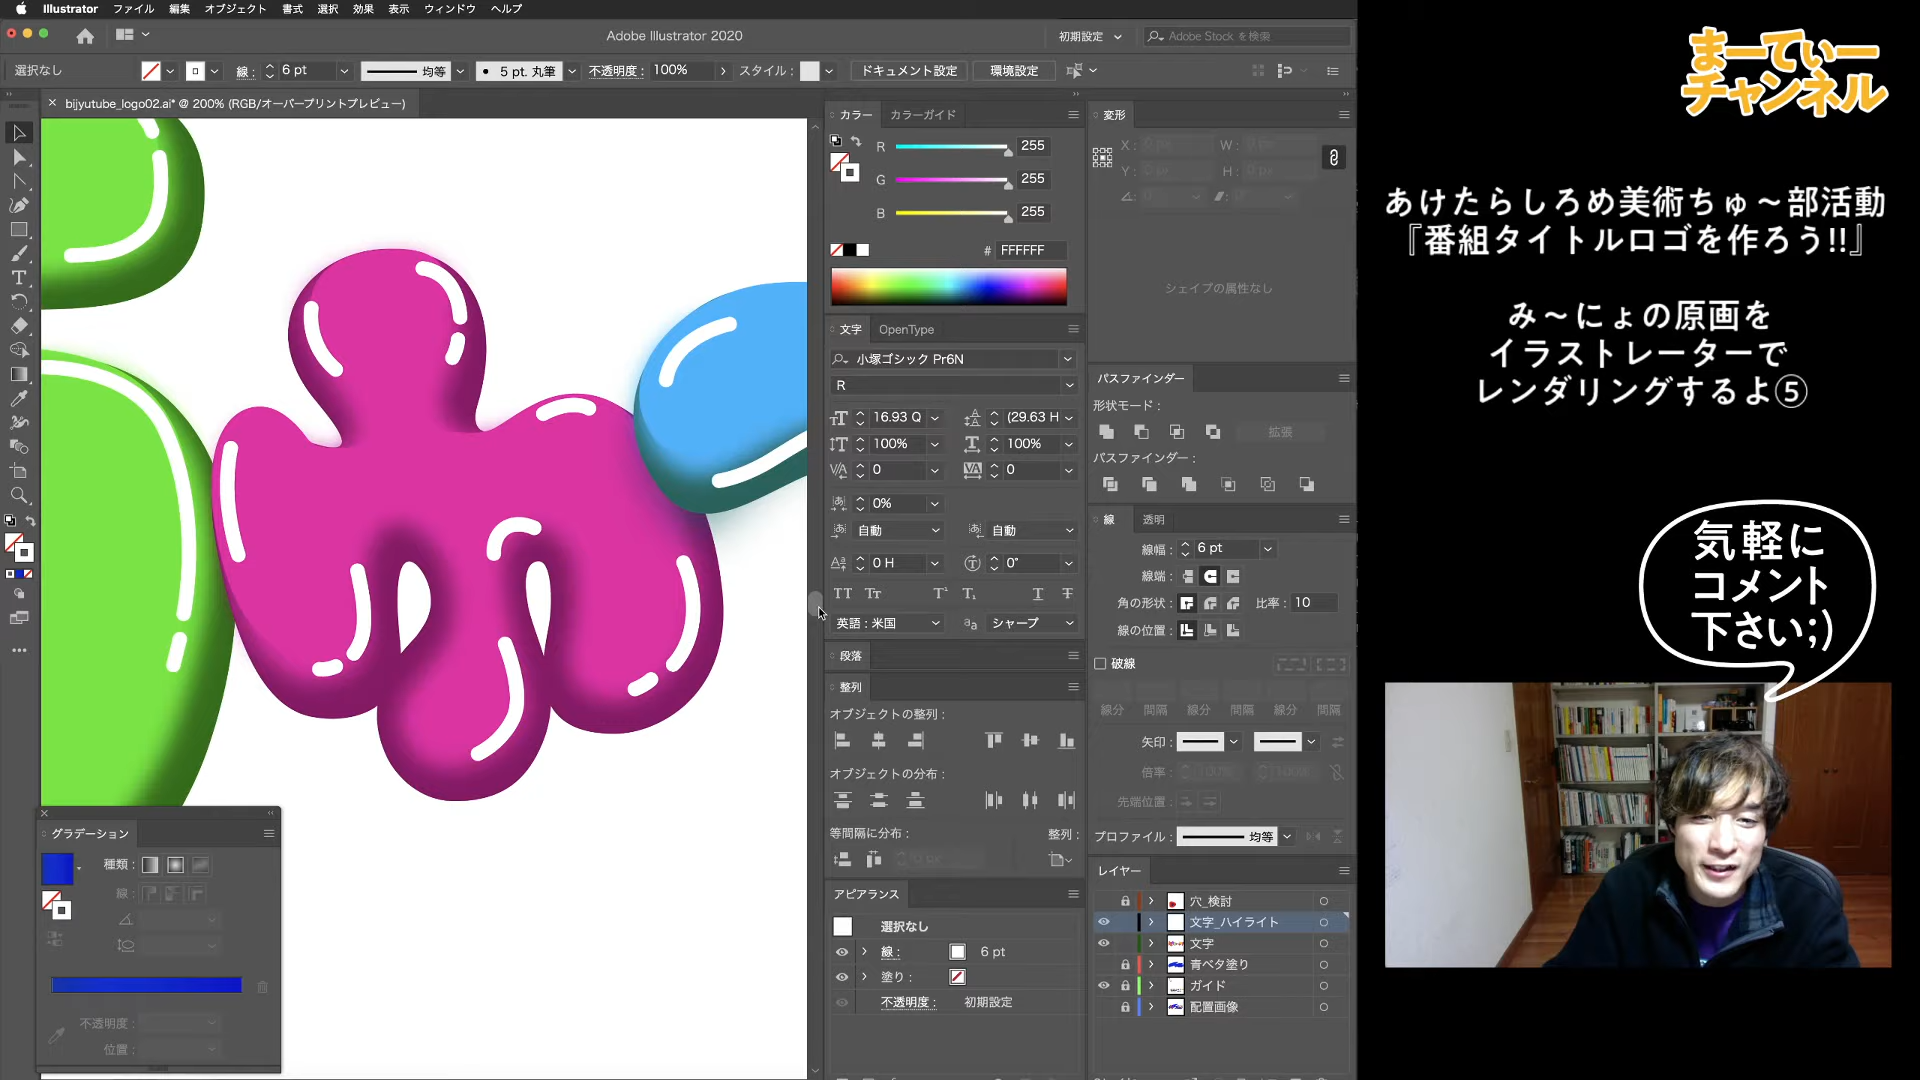 Illustrator ファイル 編集 オブジェクト 書式 選択 効果 表示 ウィンドウ ヘルプ
Adobe Illustrator 2020
初期設定
Adobe Stock を検索
選択なし
線 :
6 pt
均等
5 pt. 丸筆
不透明度 :
100%
スタイル :
ドキュメント設定
環境設定
bijyutube_logo02.ai* @ 200% (RGB/オーバープリントプレビュー)
カラー
カラーガイド
R
255
G
255
B
255
# FFFFFF
文字
OpenType
小塚ゴシック Pr6N
R
16.93 Q
(29.63 H
100%
100%
0
0
0%
自動
自動
0 H
0°
英語 : 米国
シャープ
段落
整列
オブジェクトの整列 :
オブジェクトの分布 :
等間隔に分布 :
整列 :
0 px
アピアランス
選択なし
線 :
6 pt
塗り :
不透明度 :
初期設定
変形
X :
0 px
W :
0 px
Y :
0 px
H :
0 px
シェイプの属性なし
パスファインダー
形状モード :
拡張
パスファインダー :
線
透明
線幅 :
6 pt
線端 :
角の形状 :
比率 :
10
線の位置 :
破線
線分
間隔
線分
間隔
線分
間隔
矢印 :
倍率 :
100%
100%
先端位置 :
プロファイル :
均等
レイヤー
穴_検討
文字_ハイライト
文字
青ベタ塗り
ガイド
配置画像
グラデーション
種類 :
線 :
不透明度 :
位置 :
まーてぃー
チャンネル
あけたらしろめ美術ちゅ～部活動
『番組タイトルロゴを作ろう!!』
み～にょの原画を
イラストレーターで
レンダリングするよ⑤
気軽に
コメント
下さい;)